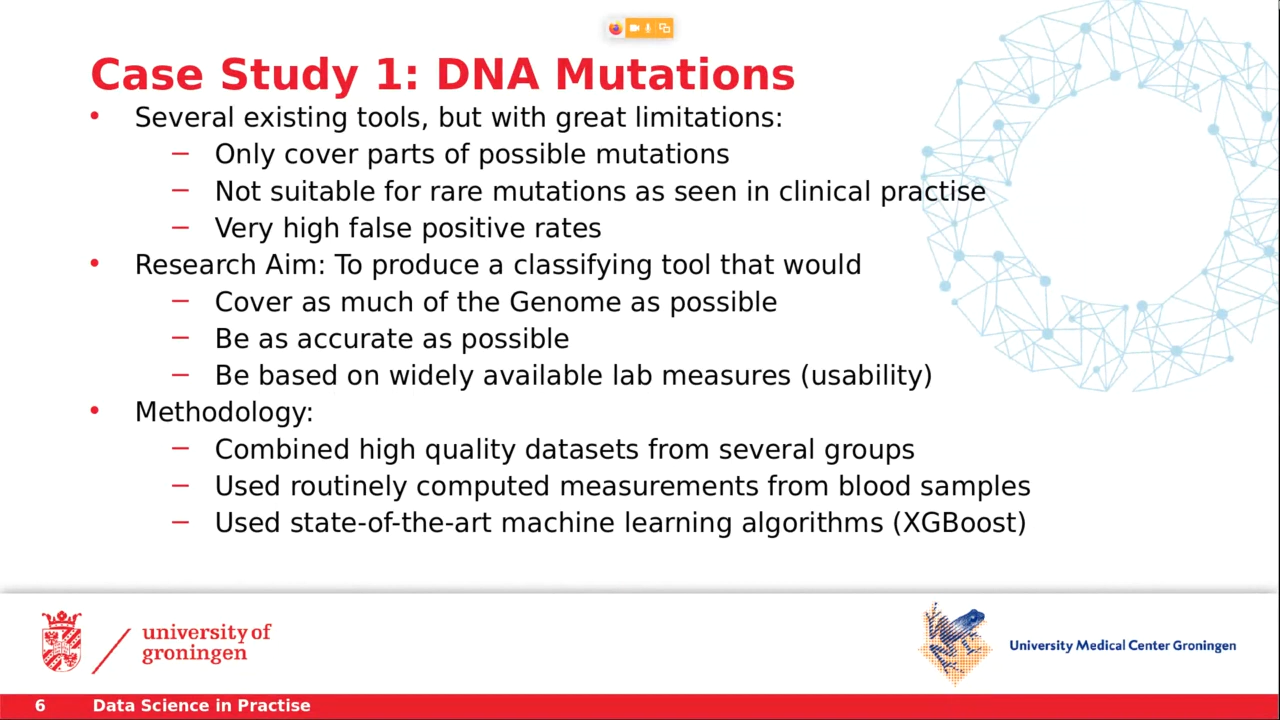 Case Study 1: DNA Mutations
• Several existing tools, but with great limitations:
– Only cover parts of possible mutations
– Not suitable for rare mutations as seen in clinical practise
– Very high false positive rates
• Research Aim: To produce a classifying tool that would
– Cover as much of the Genome as possible
– Be as accurate as possible
– Be based on widely available lab measures (usability)
• Methodology:
– Combined high quality datasets from several groups
– Used routinely computed measurements from blood samples
– Used state-of-the-art machine learning algorithms (XGBoost)
university of
groningen
University Medical Center Groningen
6 Data Science in Practise